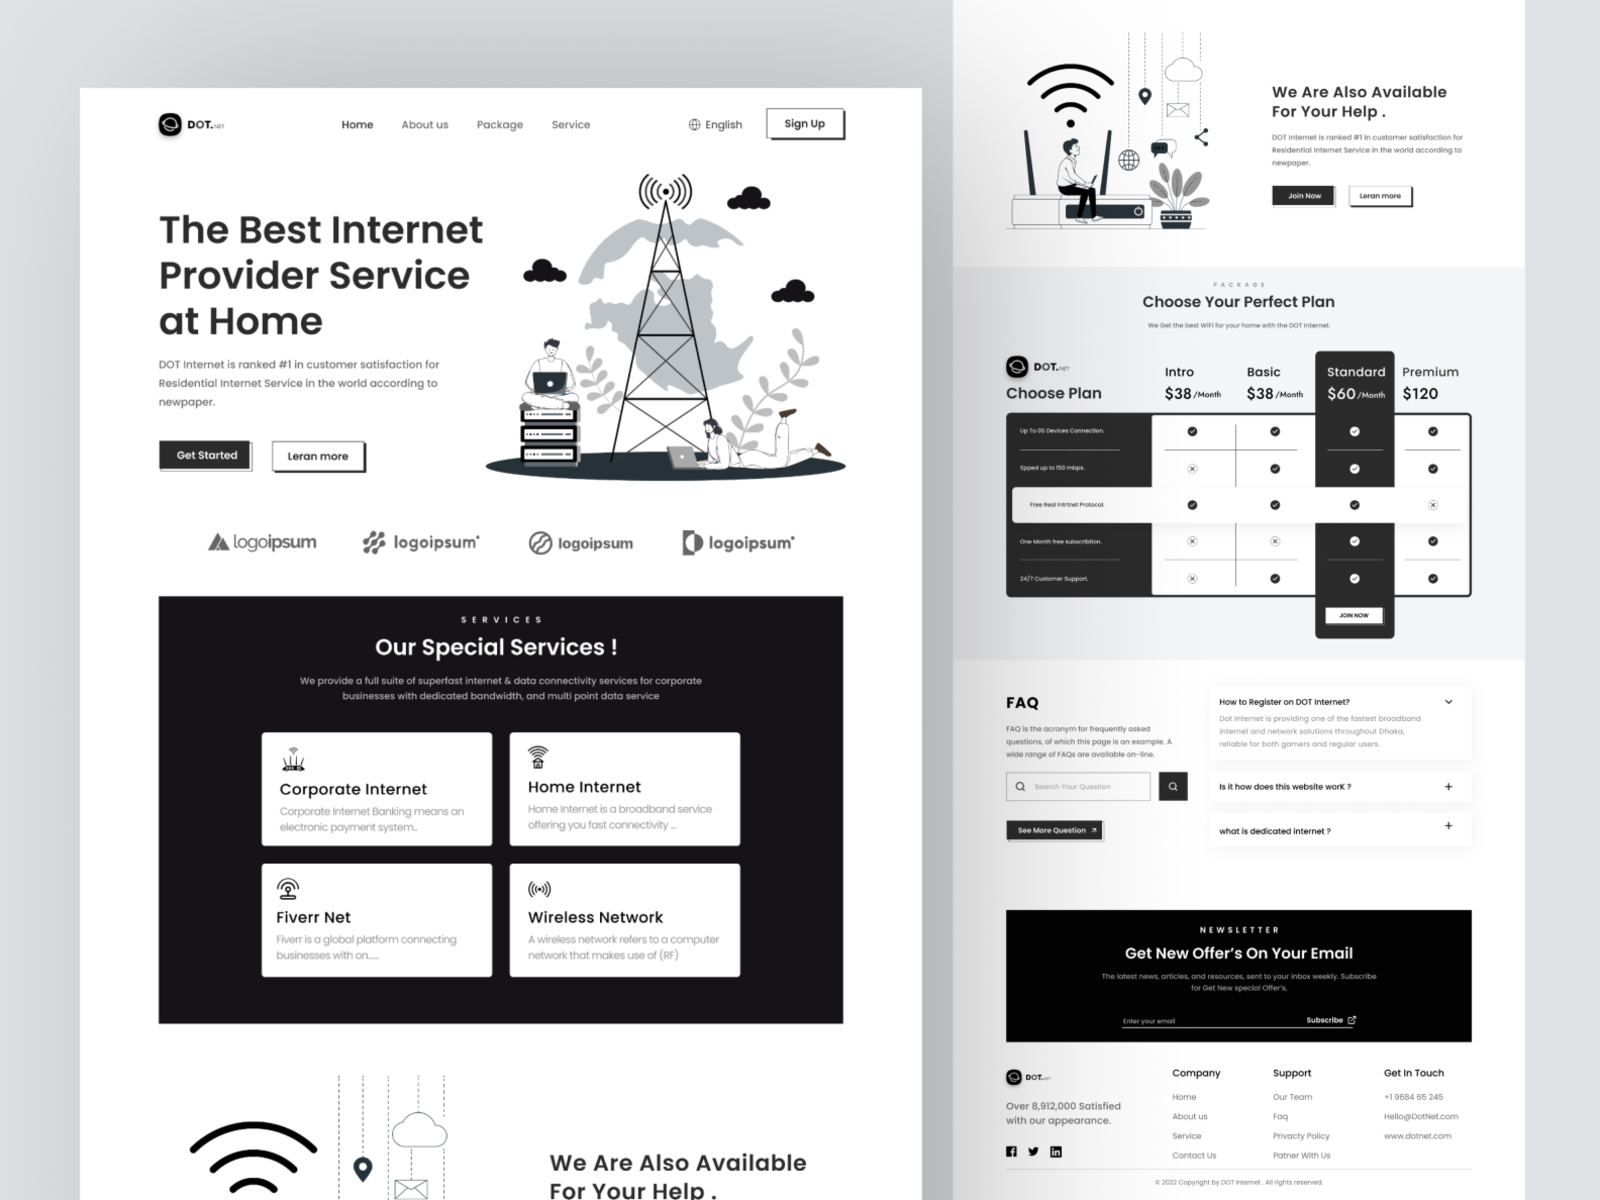 DOT.NET
Home
About us
Package
Service
English
Sign Up
The Best Internet
Provider Service
at Home
DOT Internet is ranked #1 in customer satisfaction for
Residential Internet Service in the world according to
newpaper.
Get Started
Leran more
logoipsum
logoipsum
logoipsum
logoipsum
SERVICES
Our Special Services !
We provide a full suite of superfast internet & data connectivity services for corporate
businesses with dedicated bandwidth, and multi point data service
Corporate Internet
Corporate Internet Banking means an
electronic payment system..
Home Internet
Home Internet is a broadband service
offering you fast connectivity ...
Fiverr Net
Fiverr is a global platform connecting
businesses with on.....
Wireless Network
A wireless network refers to a computer
network that makes use of (RF)
We Are Also Available
For Your Help .
We Are Also Available
For Your Help .
DOT Internet is ranked #1 in customer satisfaction for
Residential Internet Service in the world according to
newpaper.
Join Now
Leran more
PACKAGE
Choose Your Perfect Plan
We Get the best WiFi for your home with the DOT Internet.
DOT.NET
Choose Plan
Intro
$38 /Month
Basic
$38 /Month
Standard
$60 /Month
Premium
$120
Up To 05 Devices Connection.
Spped up to 150 mbps.
Free Real Intrtnet Protocal.
One Month free subscribtion.
24/7 Customer Support.
JOIN NOW
FAQ
FAQ is the acronym for frequently asked
questions, of which this page is an example. A
wide range of FAQs are available on-line.
Search Your Question
See More Question
How to Register on DOT Internet?
Dot Internet is providing one of the fastest broadband
internet and network solutions throughout Dhaka,
reliable for both gamers and regular users.
Is it how does this website worK ?
what is dedicated internet ?
NEWSLETTER
Get New Offer's On Your Email
The latest news, articles, and resources, sent to your inbox weekly. Subscribe
for Get New special Offer's,
Enter your email
Subscribe
DOT.NET
Over 8,912,000 Satisfied
with our appearance.
Company
Home
About us
Service
Contact Us
Support
Our Team
Faq
Privacty Policy
Patner With Us
Get In Touch
+1 9684 65 245
Hello@DotNet.com
www.dotnet.com
© 2022 Copyright by DOT Internet . All rights reserved.